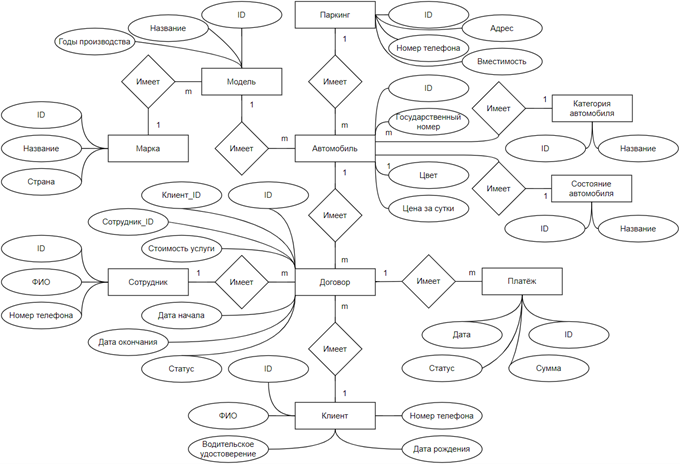 ID
Паркинг
ID
Название
Адрес
Годы производства
Номер телефона
1
Вместимость
Имеет
m
Модель
Имеет
ID
1
1
m
Имеет
1
Категория
автомобиля
ID
Государственный
номер
m
Название
1
Марка
Имеет
m
Автомобиль
m
ID
Название
Страна
1
Цвет
1
Имеет
1
Состояние
автомобиля
Клиент_ID
ID
Имеет
Цена за сутки
Сотрудник_ID
ID
Название
Стоимость услуги
ID
m
ФИО
Сотрудник
1
Имеет
m
Договор
1
Имеет
m
Платёж
Номер телефона
Дата начала
m
Дата окончания
Имеет
Дата
ID
Статус
ID
Статус
Сумма
1
ФИО
Клиент
Номер телефона
Водительское
удостоверение
Дата рождения